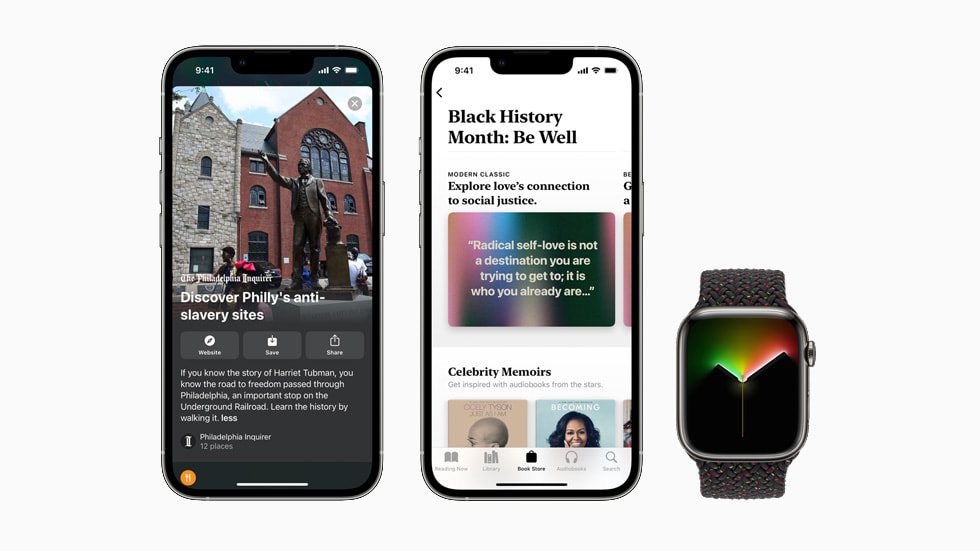 9:41
The Philadelphia Inquirer
Discover Philly's anti-
slavery sites
Website
Save
Share
If you know the story of Harriet Tubman, you
know the road to freedom passed through
Philadelphia, an important stop on the
Underground Railroad. Learn the history by
walking it. less
Philadelphia Inquirer
12 places
9:41
Black History
Month: Be Well
MODERN CLASSIC
Explore love's connection
to social justice.
BE
G
a
“Radical self-love is not
a destination you are
trying to get to; it is
who you already are...”
Celebrity Memoirs
Get inspired with audiobooks from the stars.
CICELY TYSON
JUST AS I AM
BECOMING
Reading Now
Library
Book Store
Audiobooks
Search